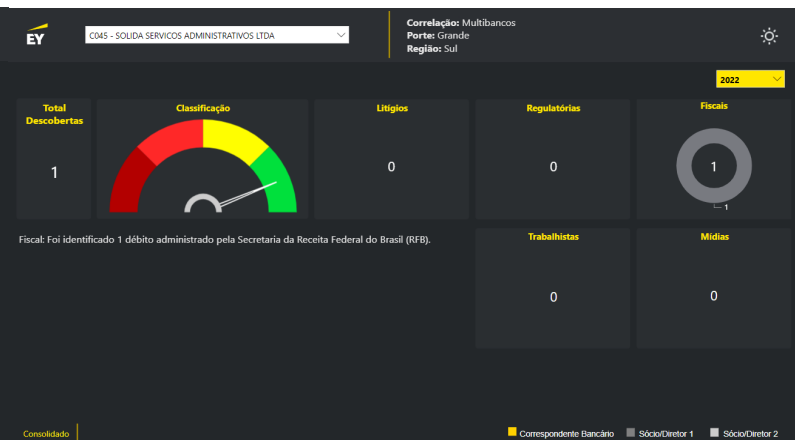 EY
C045 - SOLIDA SERVICOS ADMINISTRATIVOS LTDA
Correlação: Multibancos
Porte: Grande
Região: Sul
2022
Total
Descobertas
1
Classificação
Litígios
0
Regulatórias
0
Fiscais
1
1
Fiscal: Foi identificado 1 débito administrado pela Secretaria da Receita Federal do Brasil (RFB).
Trabalhistas
0
Mídias
0
Consolidado
Correspondente Bancário
Sócio/Diretor 1
Sócio/Diretor 2